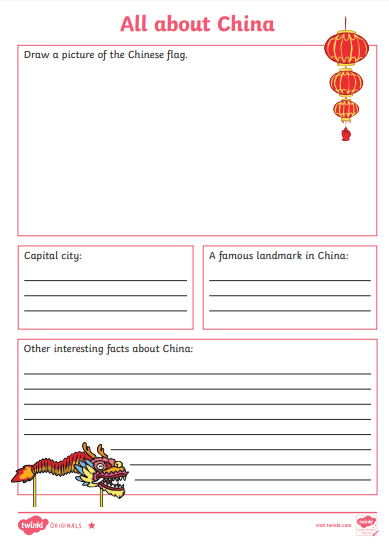 All about China
Draw a picture of the Chinese flag.
Capital city:
A famous landmark in China:
Other interesting facts about China:
twinkl ORIGINALS
visit twinkl.com
twinkl